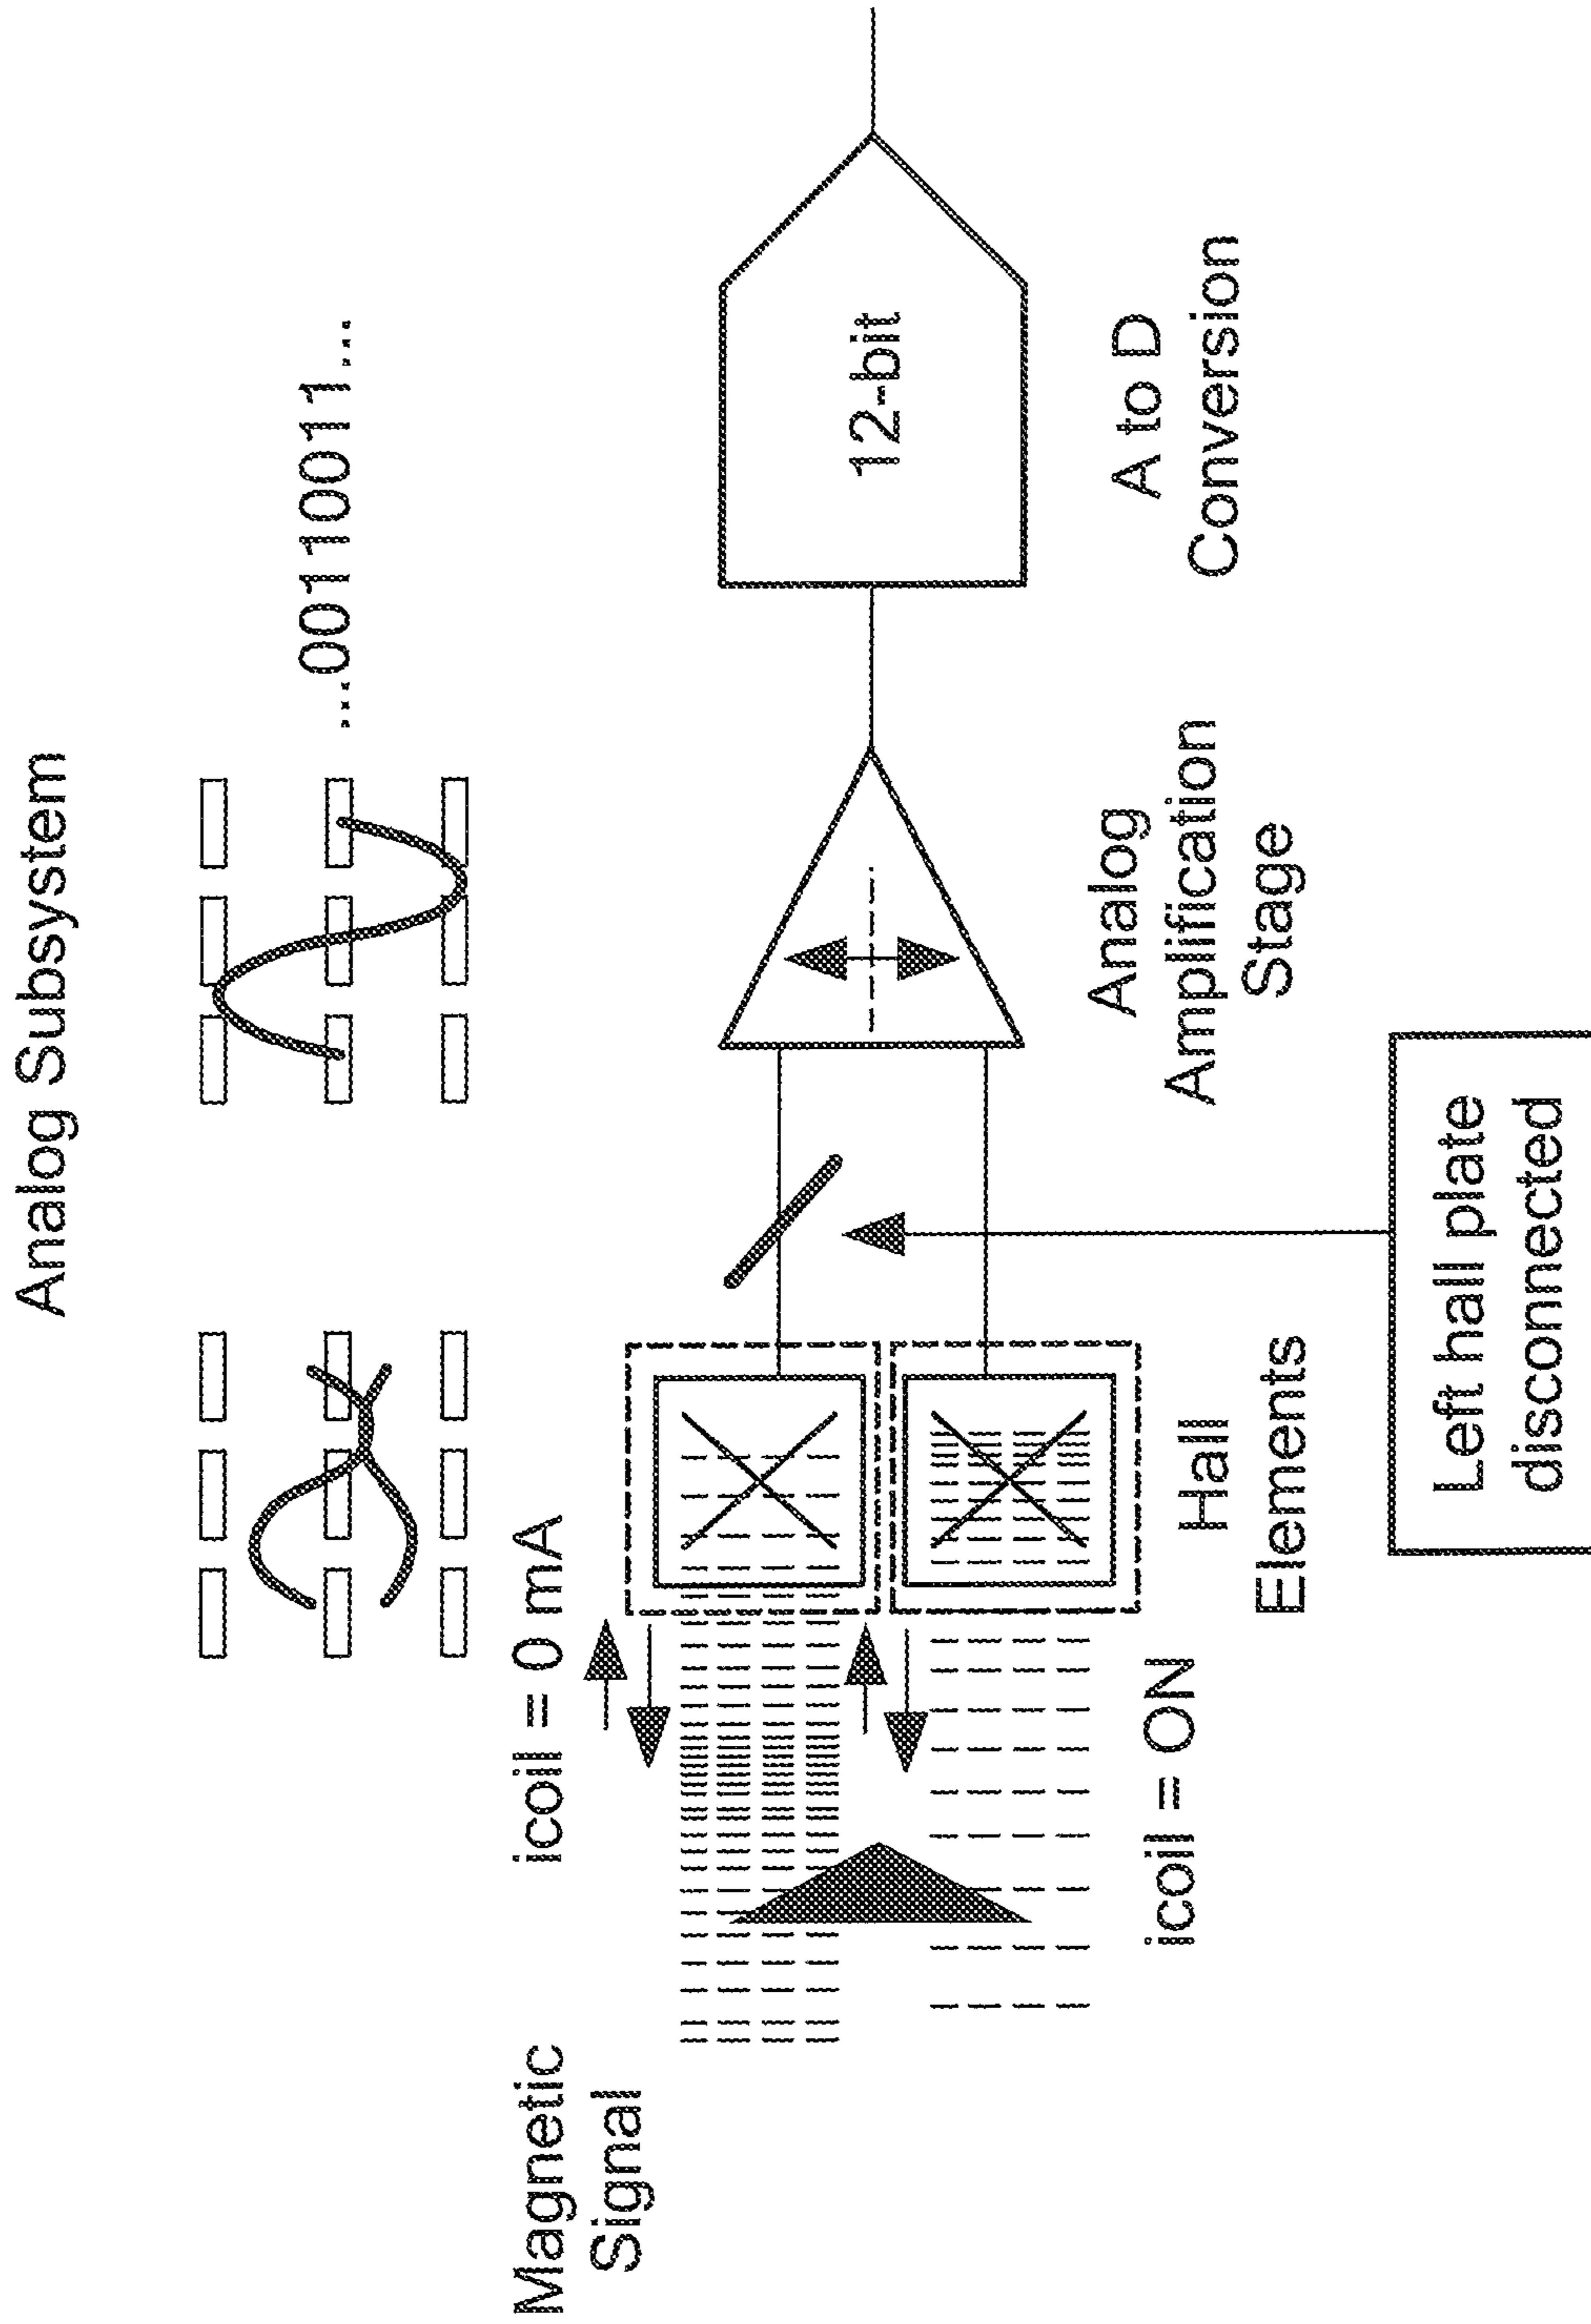 Analog Subsystem
...00110011...
Magnetic
Signal
icoil = 0 mA
icoil = ON
12-bit
Hall
Elements
Analog
Amplification
Stage
A to D
Conversion
Left hall plate
disconnected